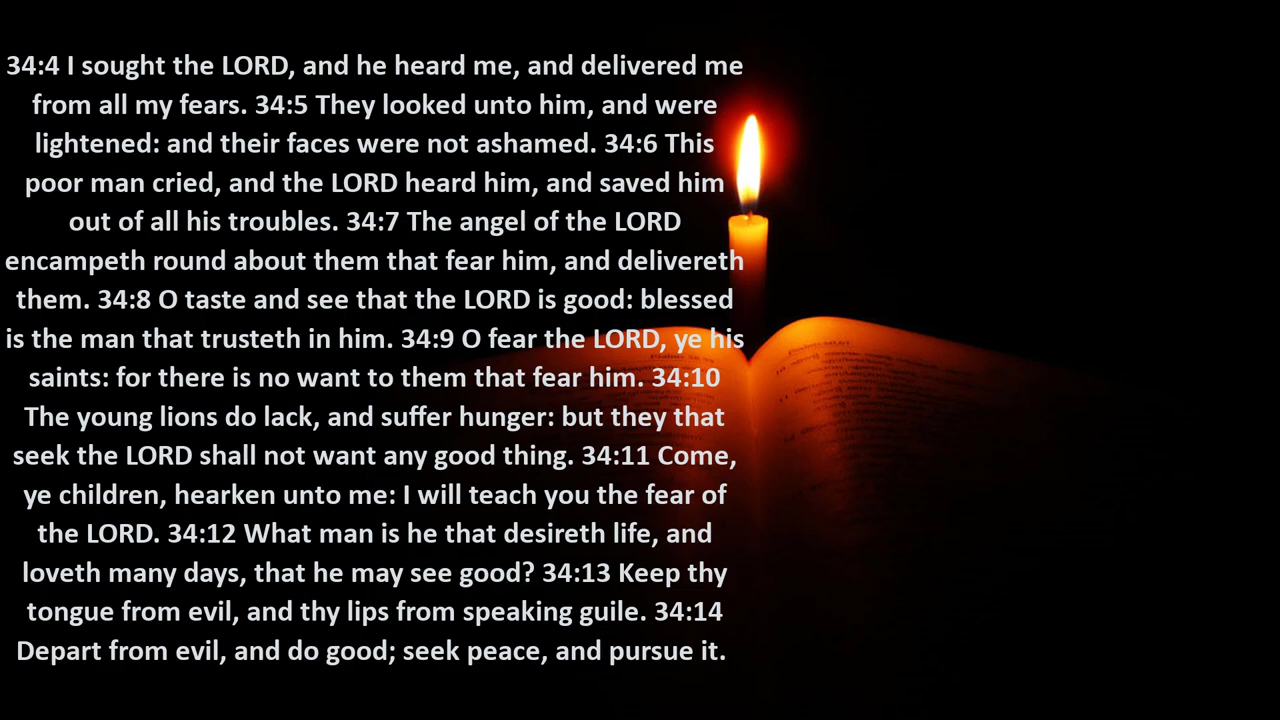 34:4 I sought the LORD, and he heard me, and delivered me
from all my fears. 34:5 They looked unto him, and were
lightened: and their faces were not ashamed. 34:6 This
poor man cried, and the LORD heard him, and saved him
out of all his troubles. 34:7 The angel of the LORD
encampeth round about them that fear him, and delivereth
them. 34:8 O taste and see that the LORD is good: blessed
is the man that trusteth in him. 34:9 O fear the LORD, ye his
saints: for there is no want to them that fear him. 34:10
The young lions do lack, and suffer hunger: but they that
seek the LORD shall not want any good thing. 34:11 Come,
ye children, hearken unto me: I will teach you the fear of
the LORD. 34:12 What man is he that desireth life, and
loveth many days, that he may see good? 34:13 Keep thy
tongue from evil, and thy lips from speaking guile. 34:14
Depart from evil, and do good; seek peace, and pursue it.